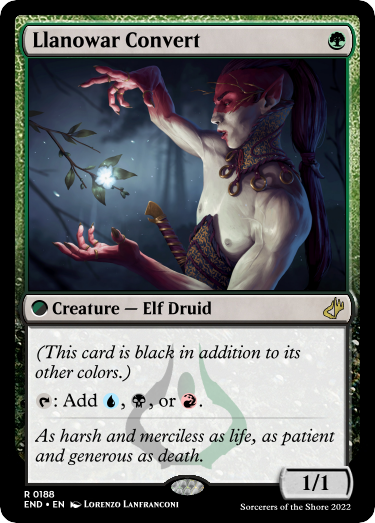 Llanowar Convert
Creature — Elf Druid
(This card is black in addition to its
other colors.)
: Add , , or .
As harsh and merciless as life, as patient
and generous as death.
1/1
R 0188
END • EN Lorenzo Lanfranconi
Sorcerers of the Shore 2022